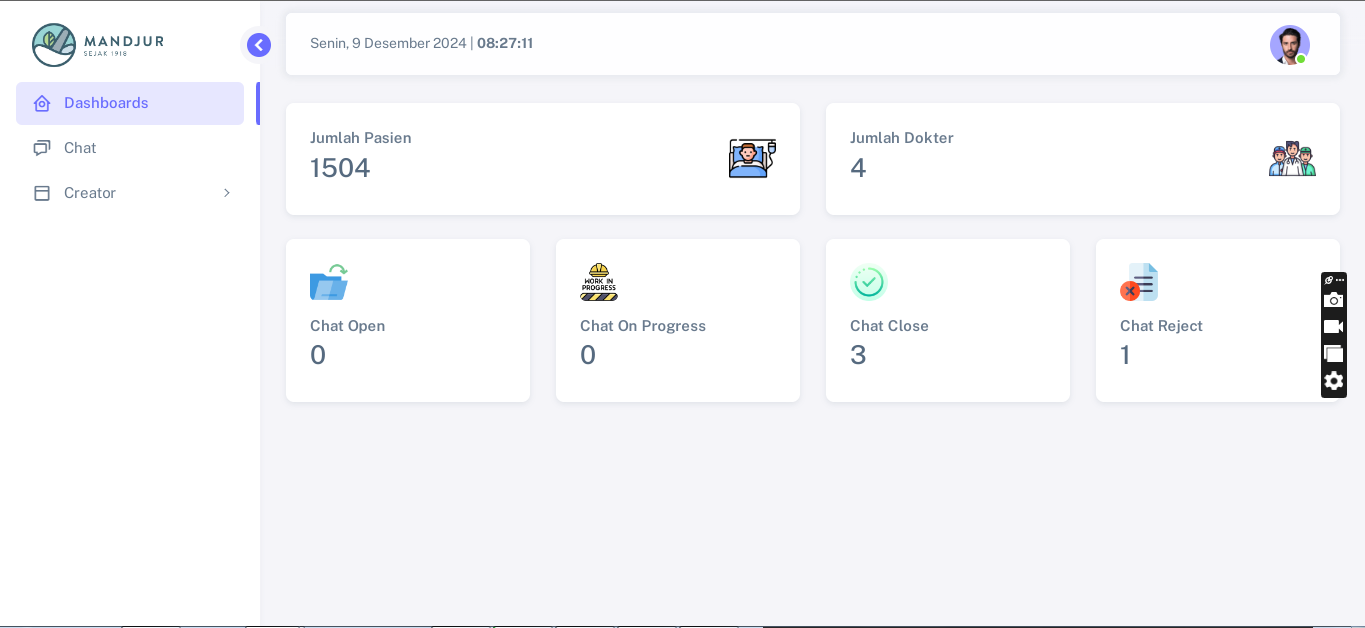 MANDJUR
SEJAK 1918
Dashboards
Chat
Creator
Senin, 9 Desember 2024 | 08:27:11
Jumlah Pasien
1504
Jumlah Dokter
4
WORK IN
PROGRESS
Chat Open
0
Chat On Progress
0
Chat Close
3
Chat Reject
1